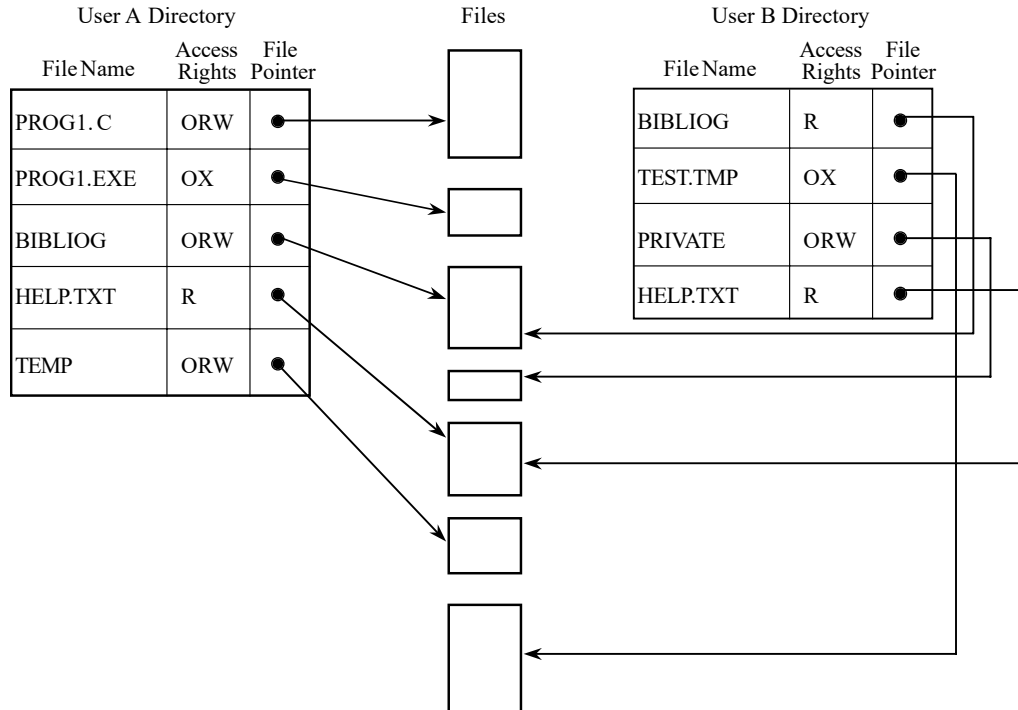 User A Directory
Files
User B Directory
File Name
Access Rights
File Pointer
PROG1. C
ORW
PROG1.EXE
OX
BIBLIOG
ORW
HELP.TXT
R
TEMP
ORW
File Name
Access Rights
File Pointer
BIBLIOG
R
TEST.TMP
OX
PRIVATE
ORW
HELP.TXT
R